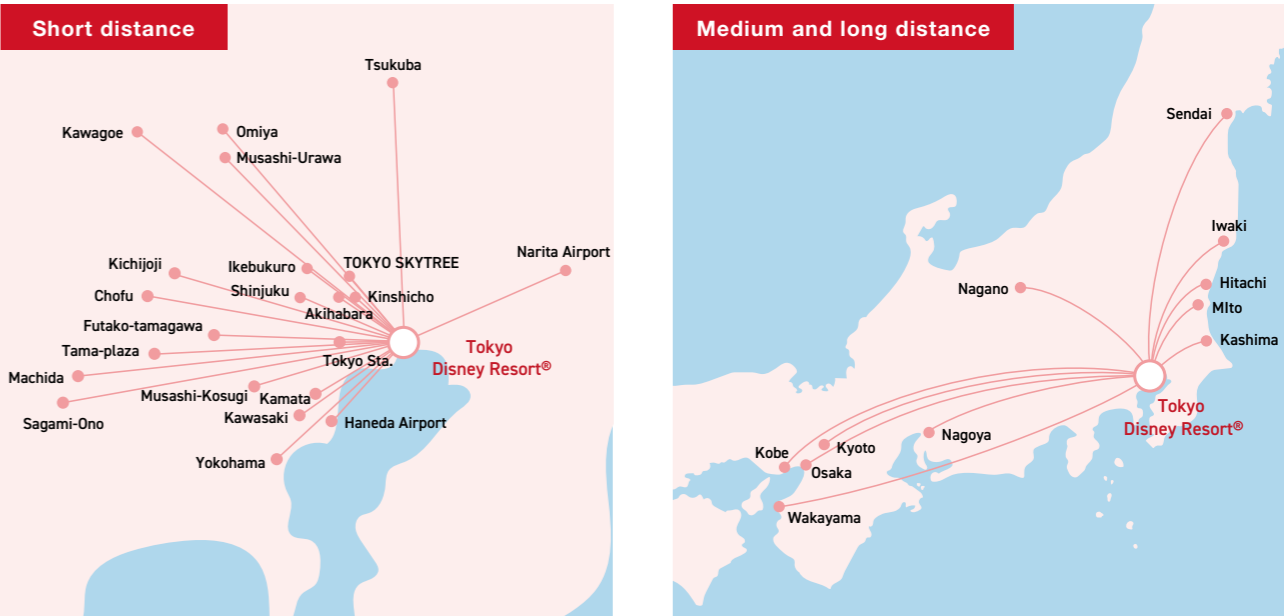 Short distance
Tsukuba
Kawagoe
Omiya
Musashi-Urawa
Narita Airport
Kichijoji
Ikebukuro
TOKYO SKYTREE
Chofu
Shinjuku
Kinshicho
Akihabara
Futako-tamagawa
Tama-plaza
Tokyo Sta.
Tokyo
Disney Resort®
Machida
Musashi-Kosugi
Kamata
Sagami-Ono
Kawasaki
Haneda Airport
Yokohama
Medium and long distance
Sendai
Iwaki
Nagano
Hitachi
MIto
Kashima
Tokyo
Disney Resort®
Nagoya
Kobe
Kyoto
Osaka
Wakayama